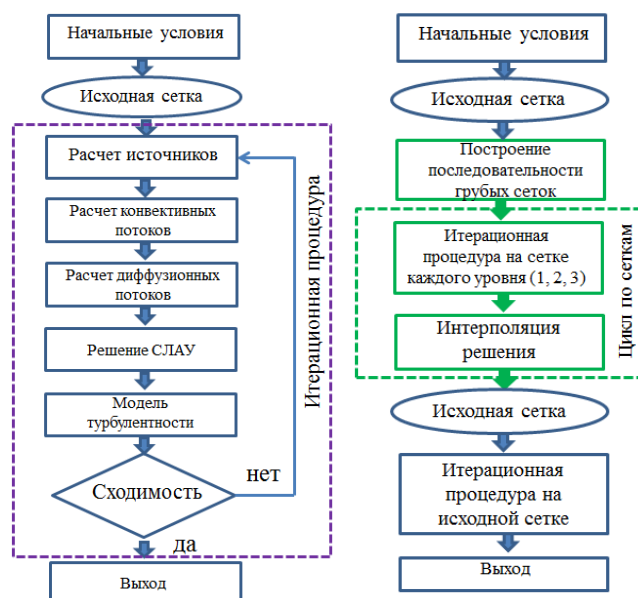 Начальные условия
Исходная сетка
Расчет источников
Расчет конвективных
потоков
Расчет диффузионных
потоков
Решение СЛАУ
Модель
турбулентности
Сходимость
нет
да
Выход
Итерационная процедура
Начальные условия
Исходная сетка
Построение
последовательности
грубых сеток
Итерационная
процедура на сетке
каждого уровня (1, 2, 3)
Интерполяция
решения
Цикл по сеткам
Исходная сетка
Итерационная
процедура на
исходной сетке
Выход